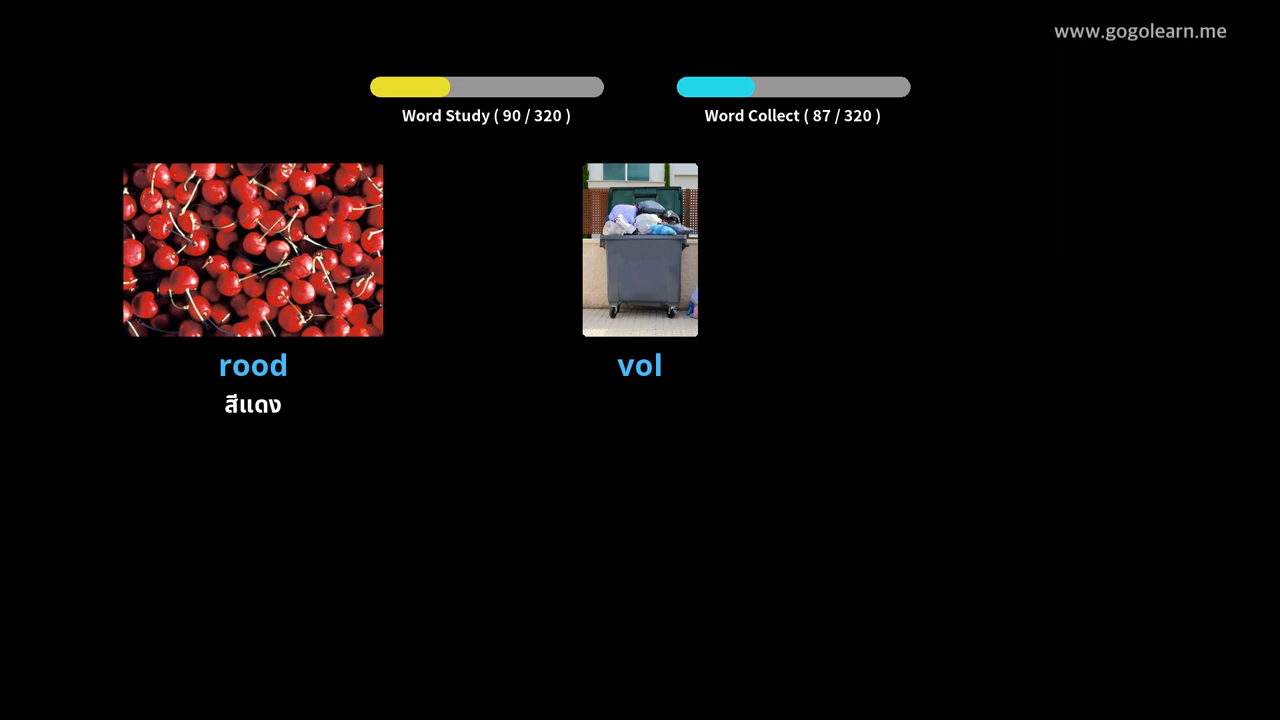 www.gogolearn.me
Word Study ( 90 / 320 )
Word Collect ( 87 / 320 )
rood
vol
สีแดง